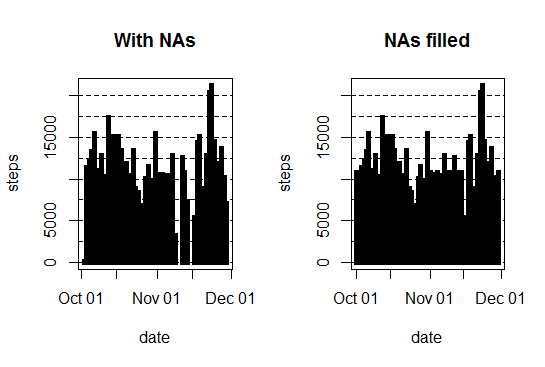 With NAs
steps
0
5000
15000
Oct 01
Nov 01
Dec 01
date
NAs filled
steps
0
5000
15000
Oct 01
Nov 01
Dec 01
date